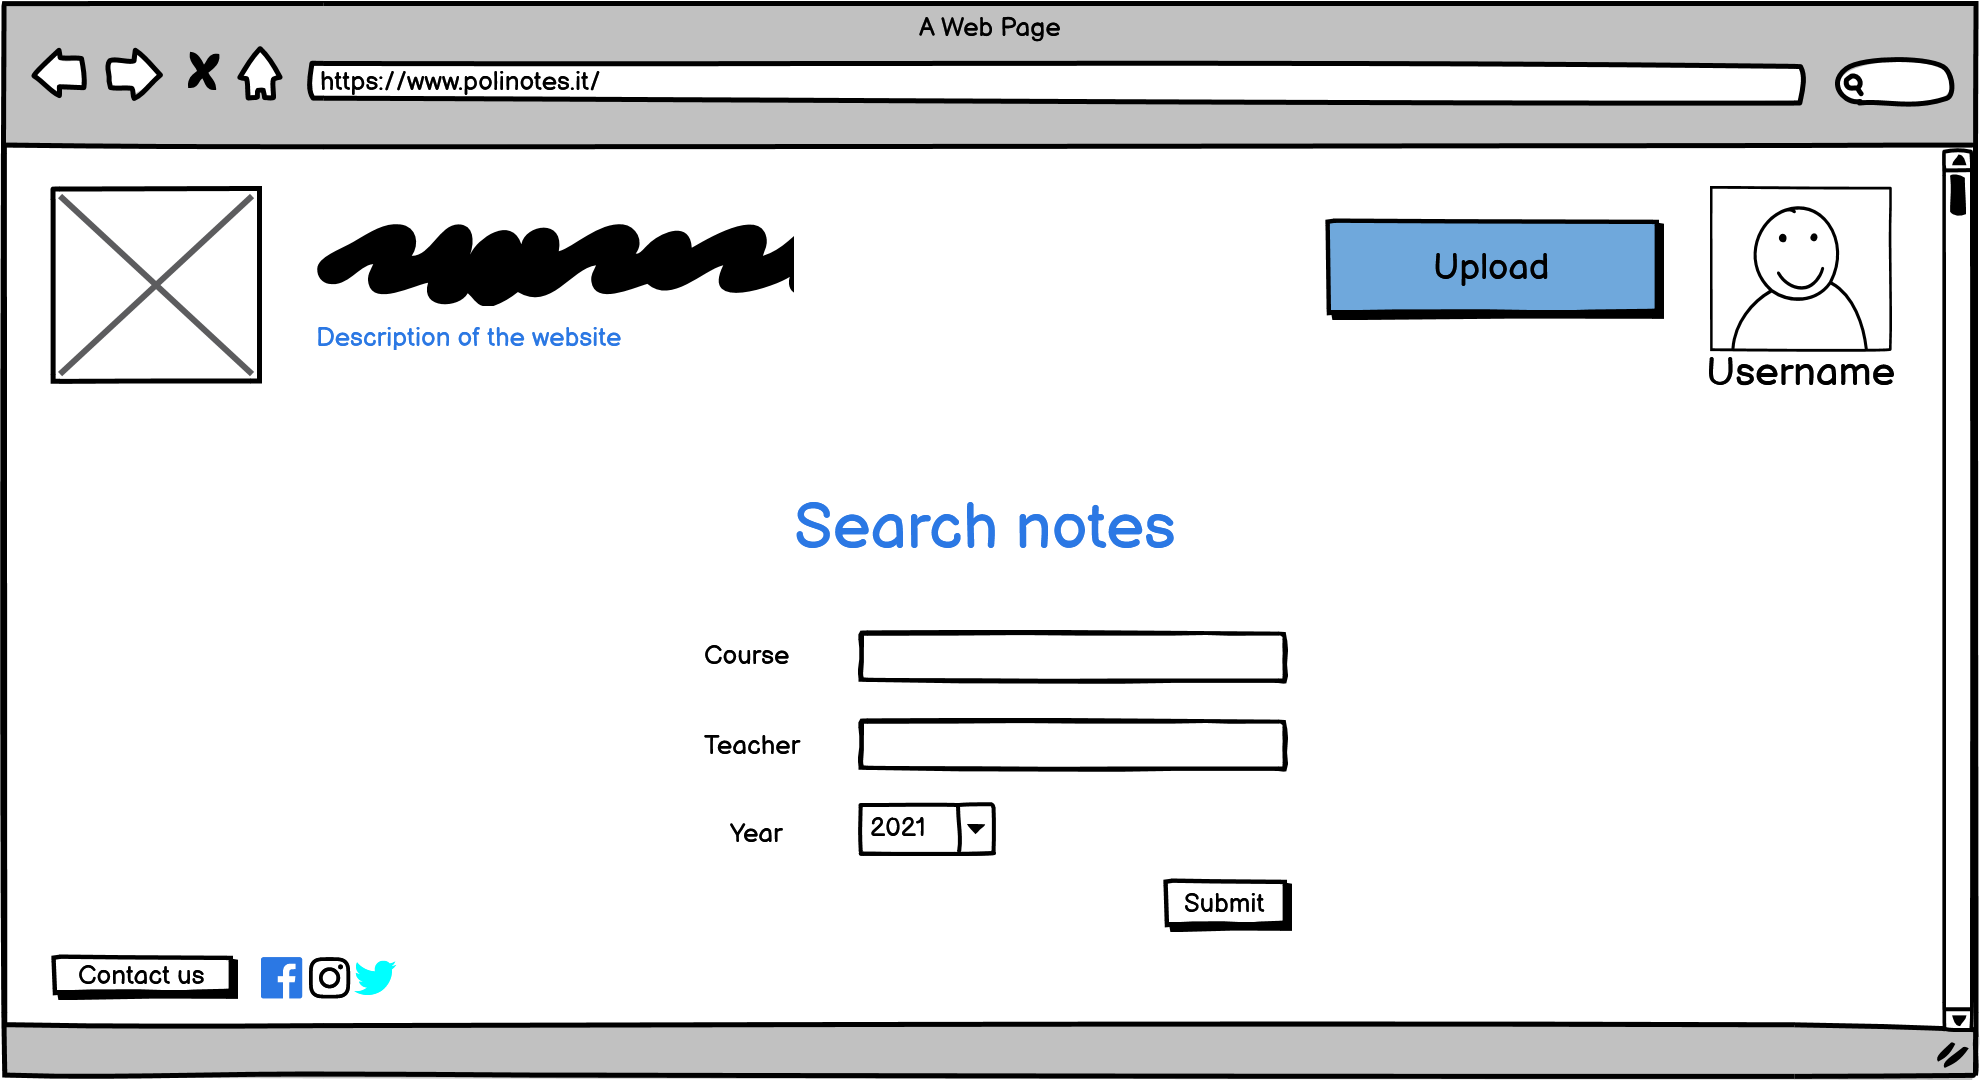 A Web Page
https://www.polinotes.it/
Upload
Description of the website
Username
Search notes
Course
Teacher
Year
2021
Submit
Contact us